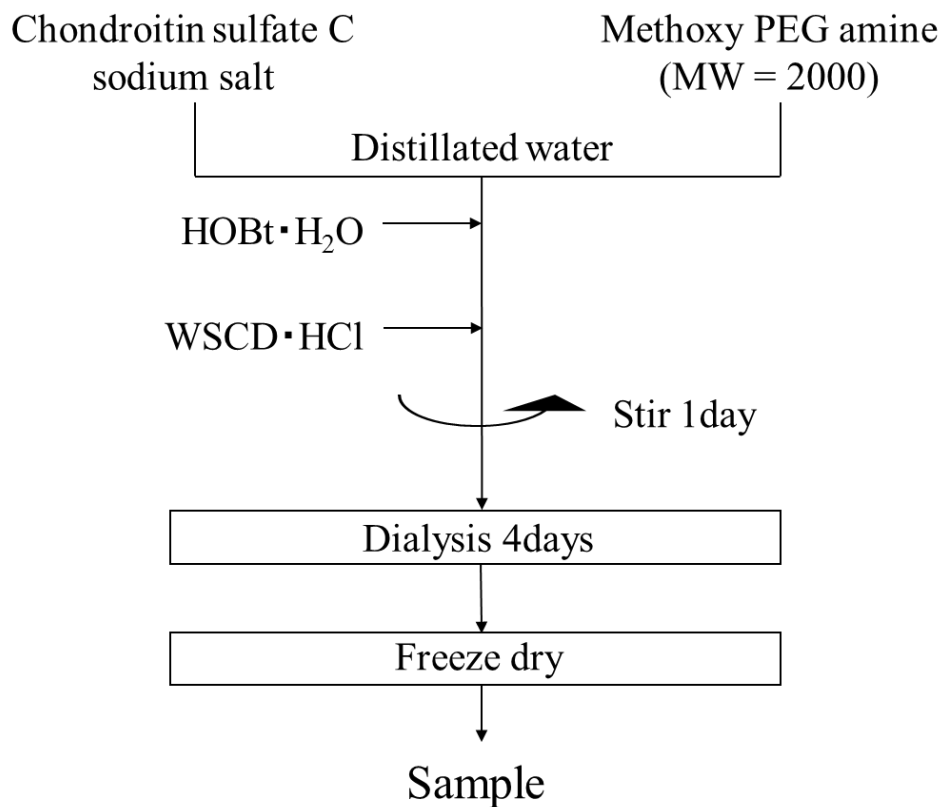 Chondroitin sulfate C
sodium salt
Methoxy PEG amine
(MW = 2000)
Distillated water
HOBt・H₂O
WSCD・HCl
Stir 1day
Dialysis 4days
Freeze dry
Sample